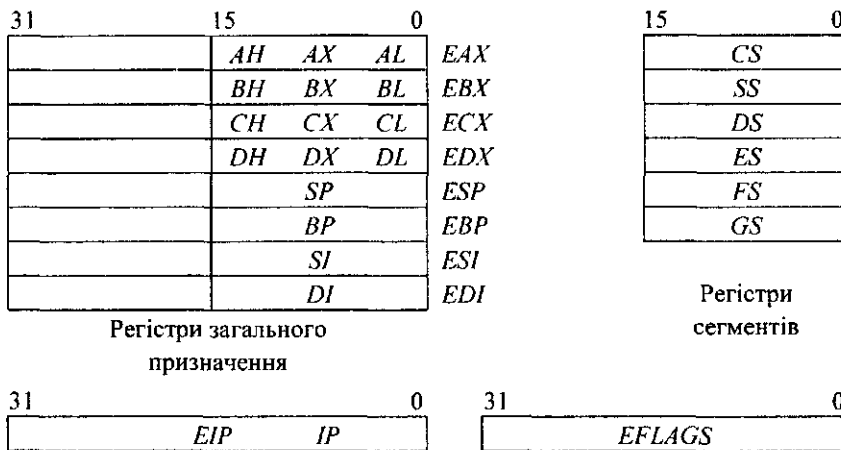 31 15 0 15 0
AH AX AL EAX CS
BH BX BL EBX SS
CH CX CL ECX DS
DH DX DL EDX ES
SP ESP FS
BP EBP GS
SI ESI
DI EDI Регістри
Регістри загального сегментів
призначення
31 0 31 0
EIP IP EFLAGS